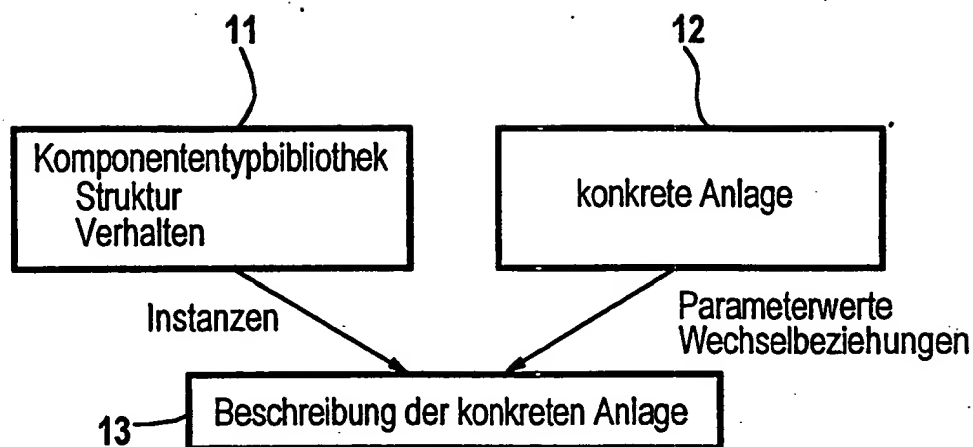 11
12
Komponententypbibliothek
Struktur
Verhalten
konkrete Anlage
Instanzen
Parameterwerte
Wechselbeziehungen
13
Beschreibung der konkreten Anlage